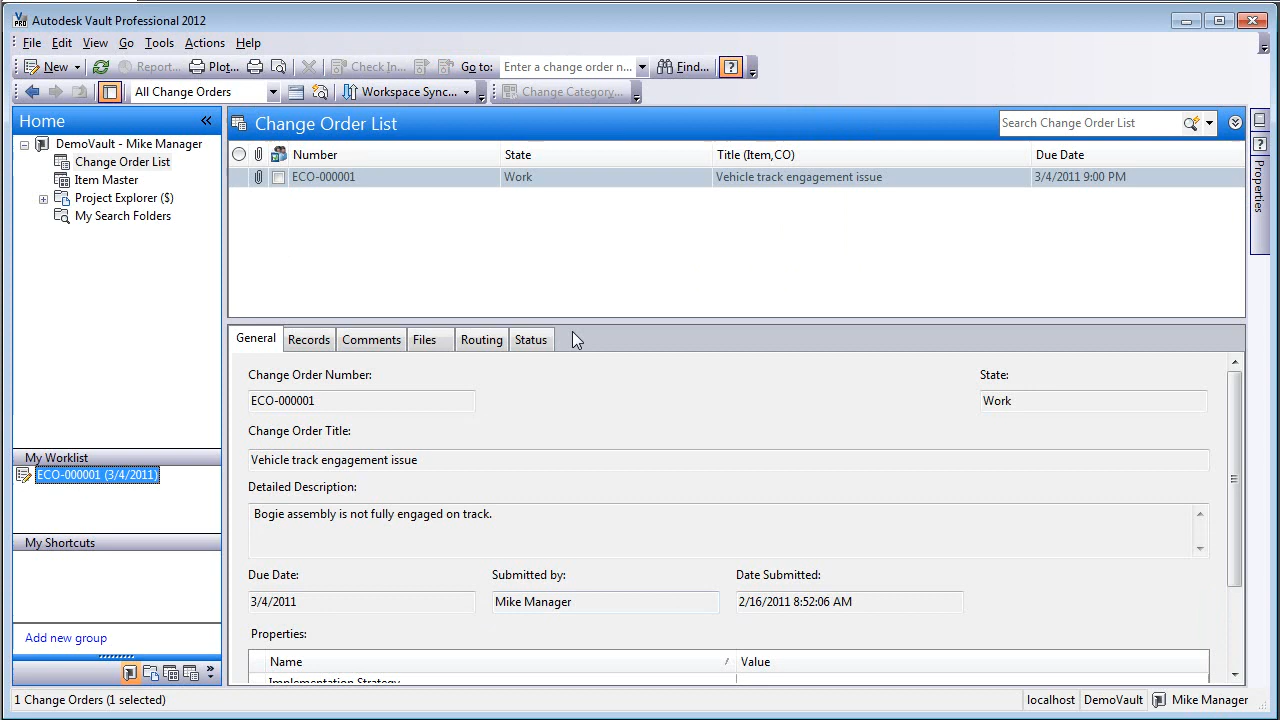 Autodesk Vault Professional 2012
File Edit View Go Tools Actions Help
New Report... Plot... Check In... Go to: Enter a change order n... Find...
All Change Orders Workspace Sync... Change Category...
Home
DemoVault - Mike Manager
Change Order List
Item Master
Project Explorer ($)
My Search Folders
My Worklist
ECO-000001 (3/4/2011)
My Shortcuts
Add new group
Change Order List
Search Change Order List
Number State Title (Item,CO) Due Date
ECO-000001 Work Vehicle track engagement issue 3/4/2011 9:00 PM
Properties
General Records Comments Files Routing Status
Change Order Number: State:
ECO-000001 Work
Change Order Title:
Vehicle track engagement issue
Detailed Description:
Bogie assembly is not fully engaged on track.
Due Date: Submitted by: Date Submitted:
3/4/2011 Mike Manager 2/16/2011 8:52:06 AM
Properties:
Name Value
Implementation Strategy
1 Change Orders (1 selected) localhost DemoVault Mike Manager